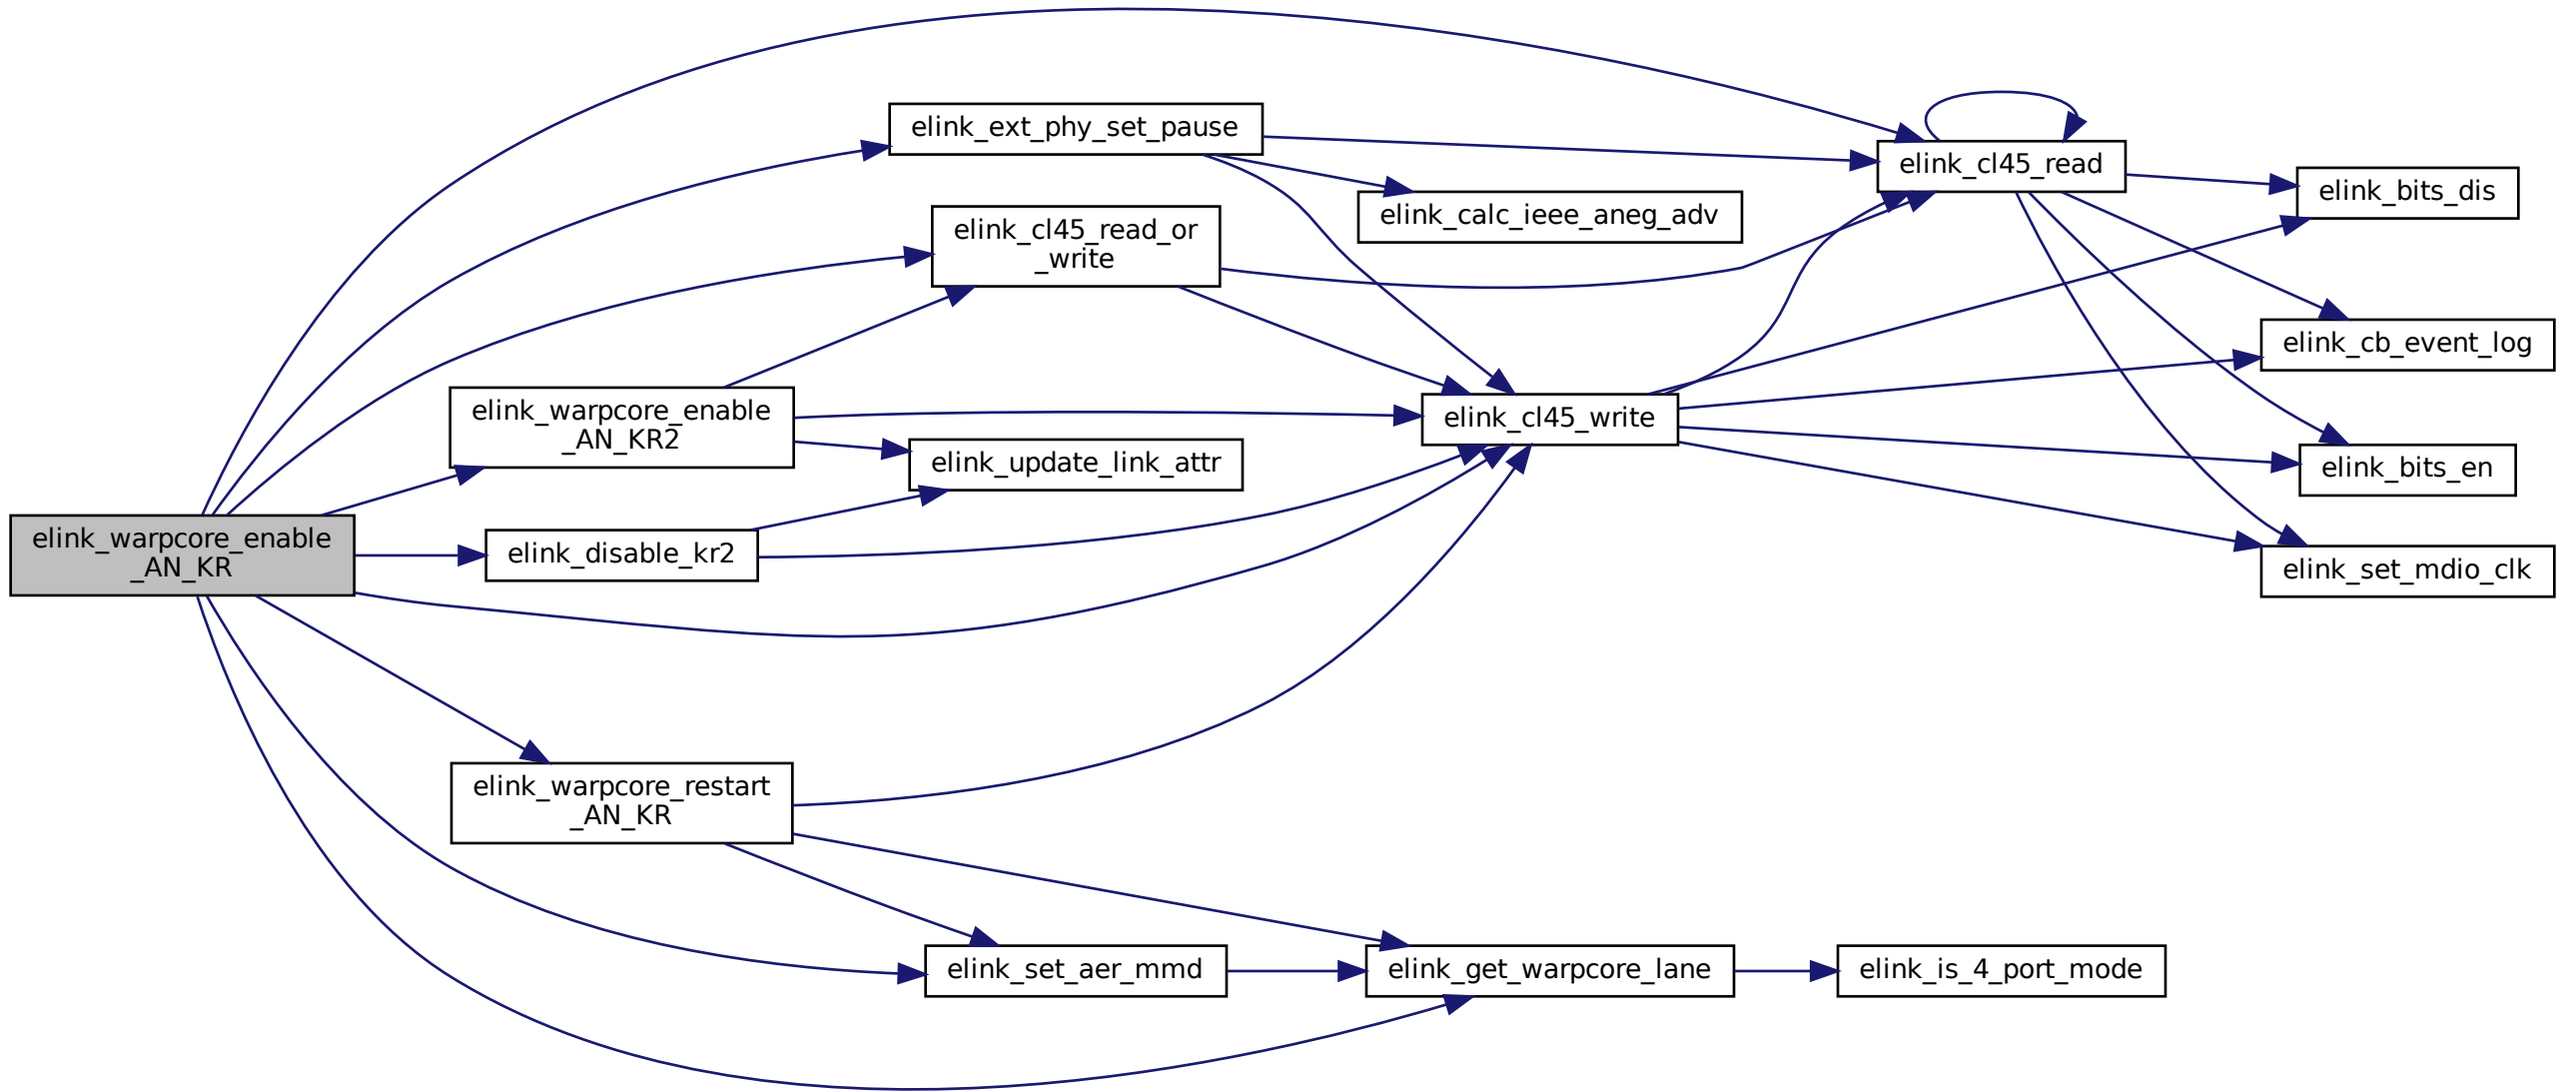 elink_warpcore_enable
_AN_KR
elink_warpcore_enable
_AN_KR2
elink_disable_kr2
elink_warpcore_restart
_AN_KR
elink_ext_phy_set_pause
elink_cl45_read_or
_write
elink_update_link_attr
elink_set_aer_mmd
elink_calc_ieee_aneg_adv
elink_cl45_write
elink_get_warpcore_lane
elink_cl45_read
elink_is_4_port_mode
elink_bits_dis
elink_cb_event_log
elink_bits_en
elink_set_mdio_clk